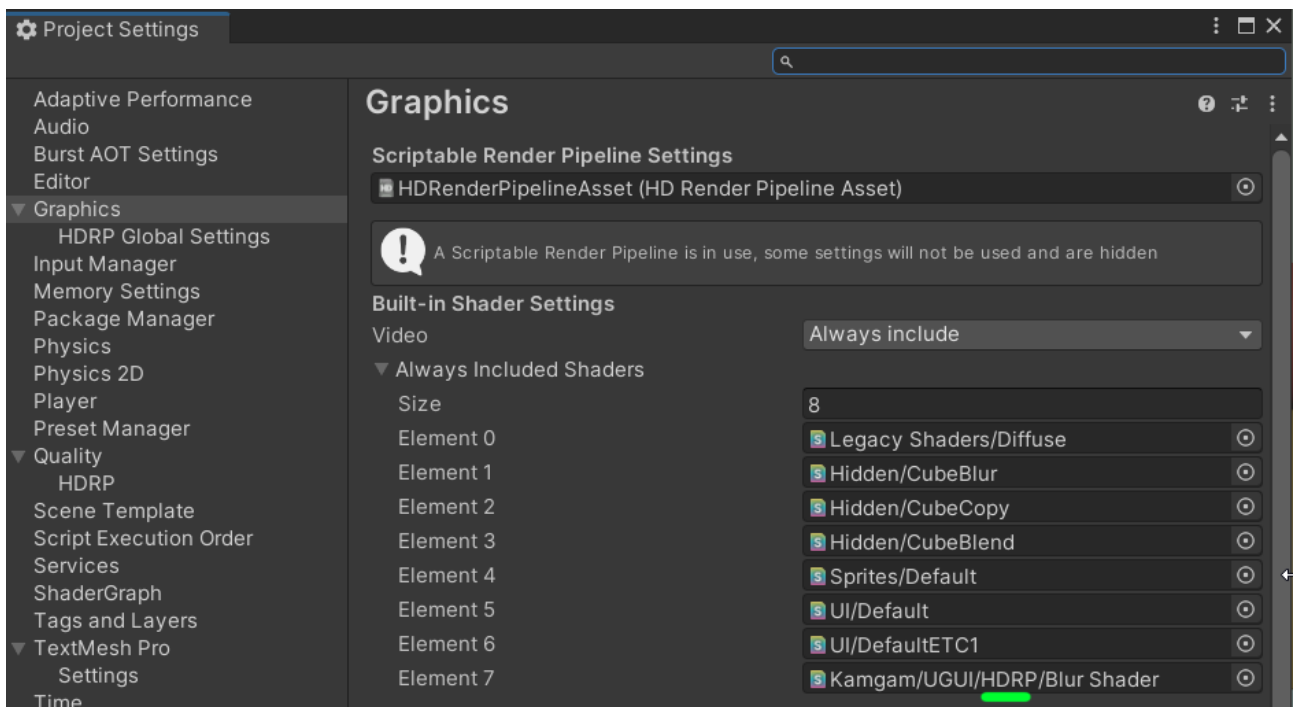 Project Settings
Adaptive Performance
Audio
Burst AOT Settings
Editor
Graphics
HDRP Global Settings
Input Manager
Memory Settings
Package Manager
Physics
Physics 2D
Player
Preset Manager
Quality
HDRP
Scene Template
Script Execution Order
Services
ShaderGraph
Tags and Layers
TextMesh Pro
Settings
Time
Graphics
Scriptable Render Pipeline Settings
HDRenderPipelineAsset (HD Render Pipeline Asset)
A Scriptable Render Pipeline is in use, some settings will not be used and are hidden
Built-in Shader Settings
Video Always include
Always Included Shaders
Size 8
Element 0 Legacy Shaders/Diffuse
Element 1 Hidden/CubeBlur
Element 2 Hidden/CubeCopy
Element 3 Hidden/CubeBlend
Element 4 Sprites/Default
Element 5 UI/Default
Element 6 UI/DefaultETC1
Element 7 Kamgam/UGUI/HDRP/Blur Shader